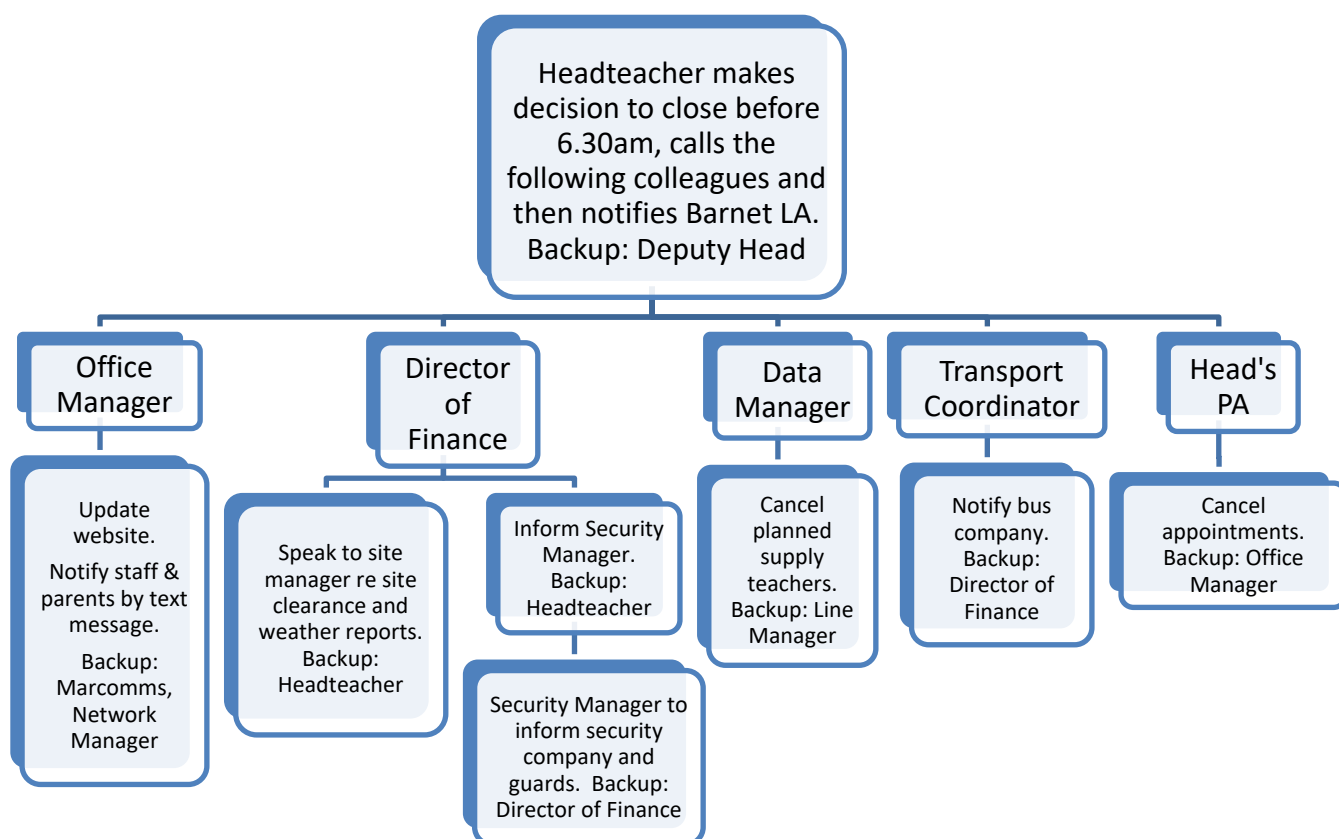 Headteacher makes
decision to close before
6.30am, calls the
following colleagues and
then notifies Barnet LA.
Backup: Deputy Head
Office
Manager
Director
of
Finance
Data
Manager
Transport
Coordinator
Head's
PA
Update
website.
Notify staff &
parents by text
message.
Backup:
Marcomms,
Network
Manager
Speak to site
manager re site
clearance and
weather reports.
Backup:
Headteacher
Inform Security
Manager.
Backup:
Headteacher
Security Manager to
inform security
company and
guards.  Backup:
Director of Finance
Cancel
planned
supply
teachers.
Backup: Line
Manager
Notify bus
company.
Backup:
Director of
Finance
Cancel
appointments.
Backup: Office
Manager